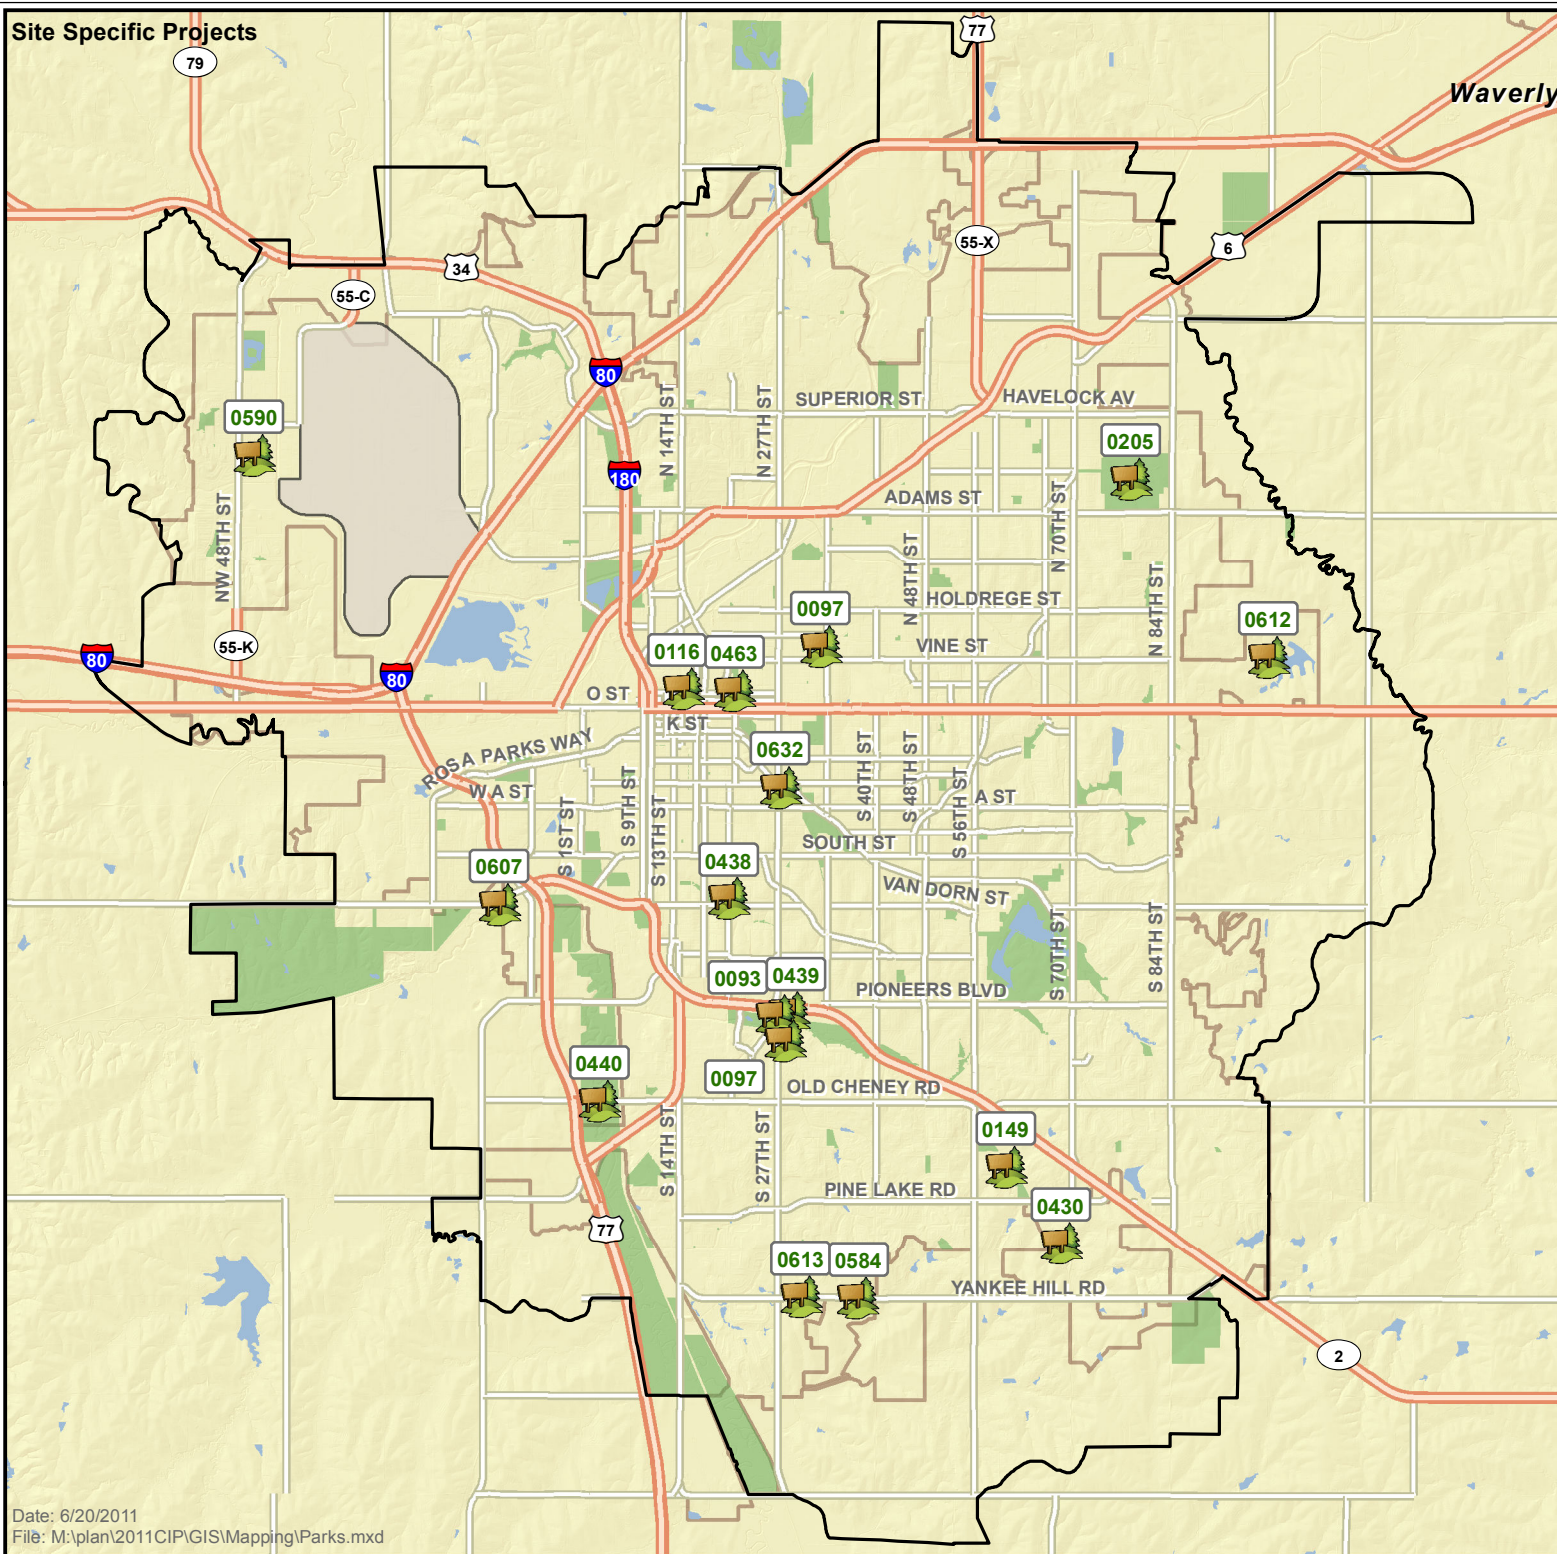 Site Specific Projects
77
79
Waverly
55-X
6
34
55-C
80
SUPERIOR ST
HAVELOCK AV
N 14TH ST
N 27TH ST
0590
0205
180
ADAMS ST
N 70TH ST
NW 48TH ST
N 48TH ST
HOLDREGE ST
N 84TH ST
0097
0612
55-K
80
80
0116
0463
VINE ST
O ST
K ST
ROSA PARKS WAY
0632
S 40TH ST
S 48TH ST
W A ST
S 9TH ST
S 56TH ST
A ST
S 1ST ST
S 13TH ST
SOUTH ST
0607
0438
VAN DORN ST
S 70TH ST
S 84TH ST
0093
0439
PIONEERS BLVD
0440
0097
OLD CHENEY RD
0149
S 14TH ST
S 27TH ST
PINE LAKE RD
0430
77
0613
0584
YANKEE HILL RD
2
Date: 6/20/2011
File: M:\plan\2011CIP\GIS\Mapping\Parks.mxd